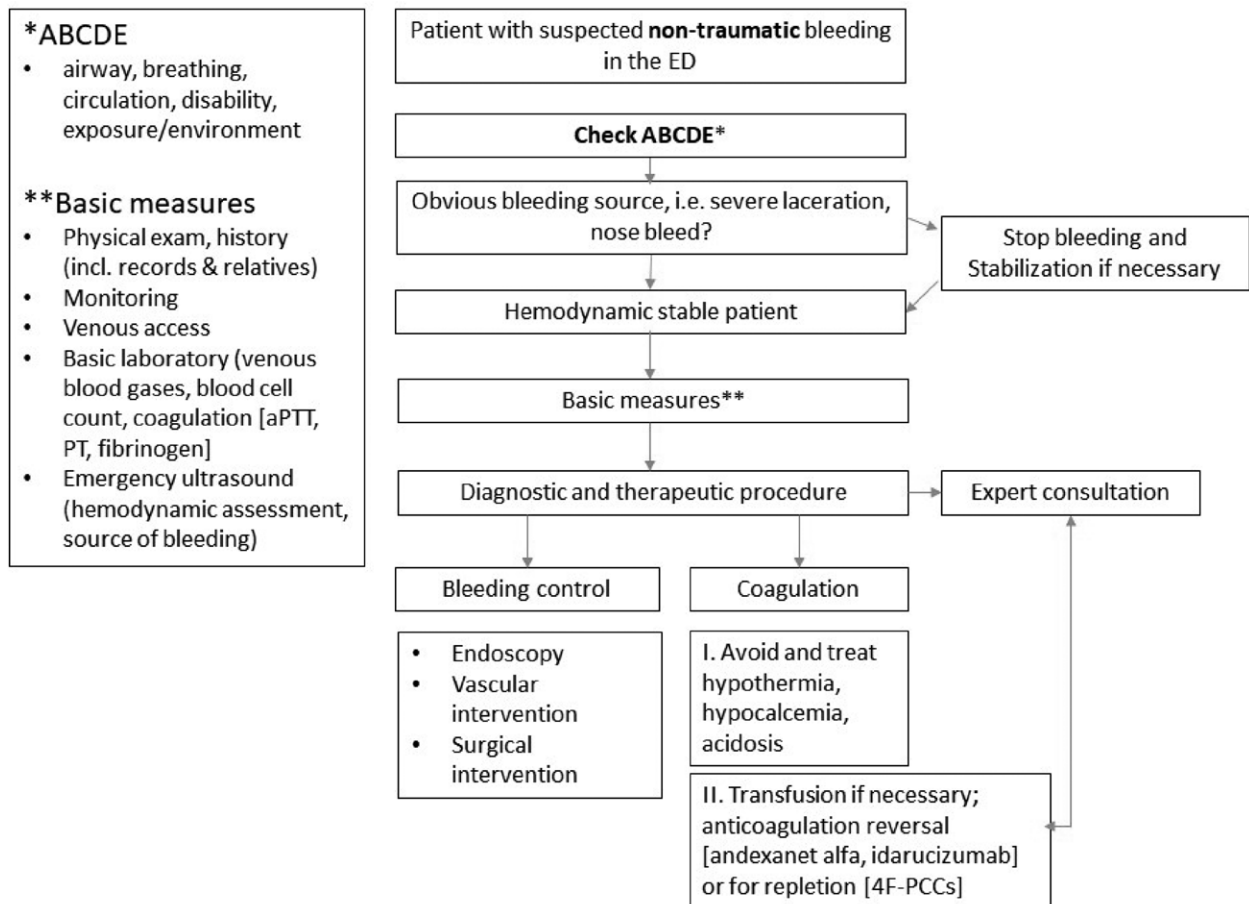 *ABCDE
• airway, breathing,
circulation, disability,
exposure/environment
**Basic measures
• Physical exam, history
(incl. records & relatives)
• Monitoring
• Venous access
• Basic laboratory (venous
blood gases, blood cell
count, coagulation [aPTT,
PT, fibrinogen]
• Emergency ultrasound
(hemodynamic assessment,
source of bleeding)
Patient with suspected non-traumatic bleeding
in the ED
Check ABCDE*
Obvious bleeding source, i.e. severe laceration,
nose bleed?
Stop bleeding and
Stabilization if necessary
Hemodynamic stable patient
Basic measures**
Diagnostic and therapeutic procedure
Expert consultation
Bleeding control
• Endoscopy
• Vascular
intervention
• Surgical
intervention
Coagulation
I. Avoid and treat
hypothermia,
hypocalcemia,
acidosis
II. Transfusion if necessary;
anticoagulation reversal
[andexanet alfa, idarucizumab]
or for repletion [4F-PCCs]